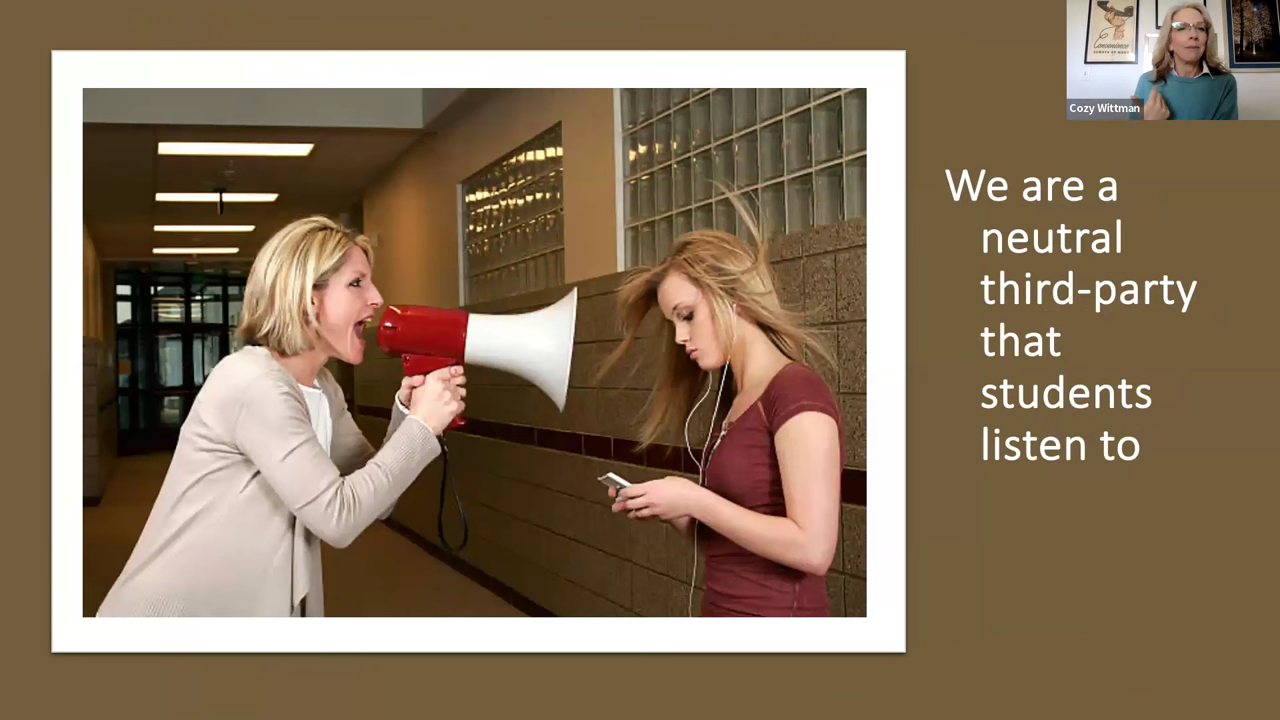 We are a
neutral
third-party
that
students
listen to
Cozy Wittman